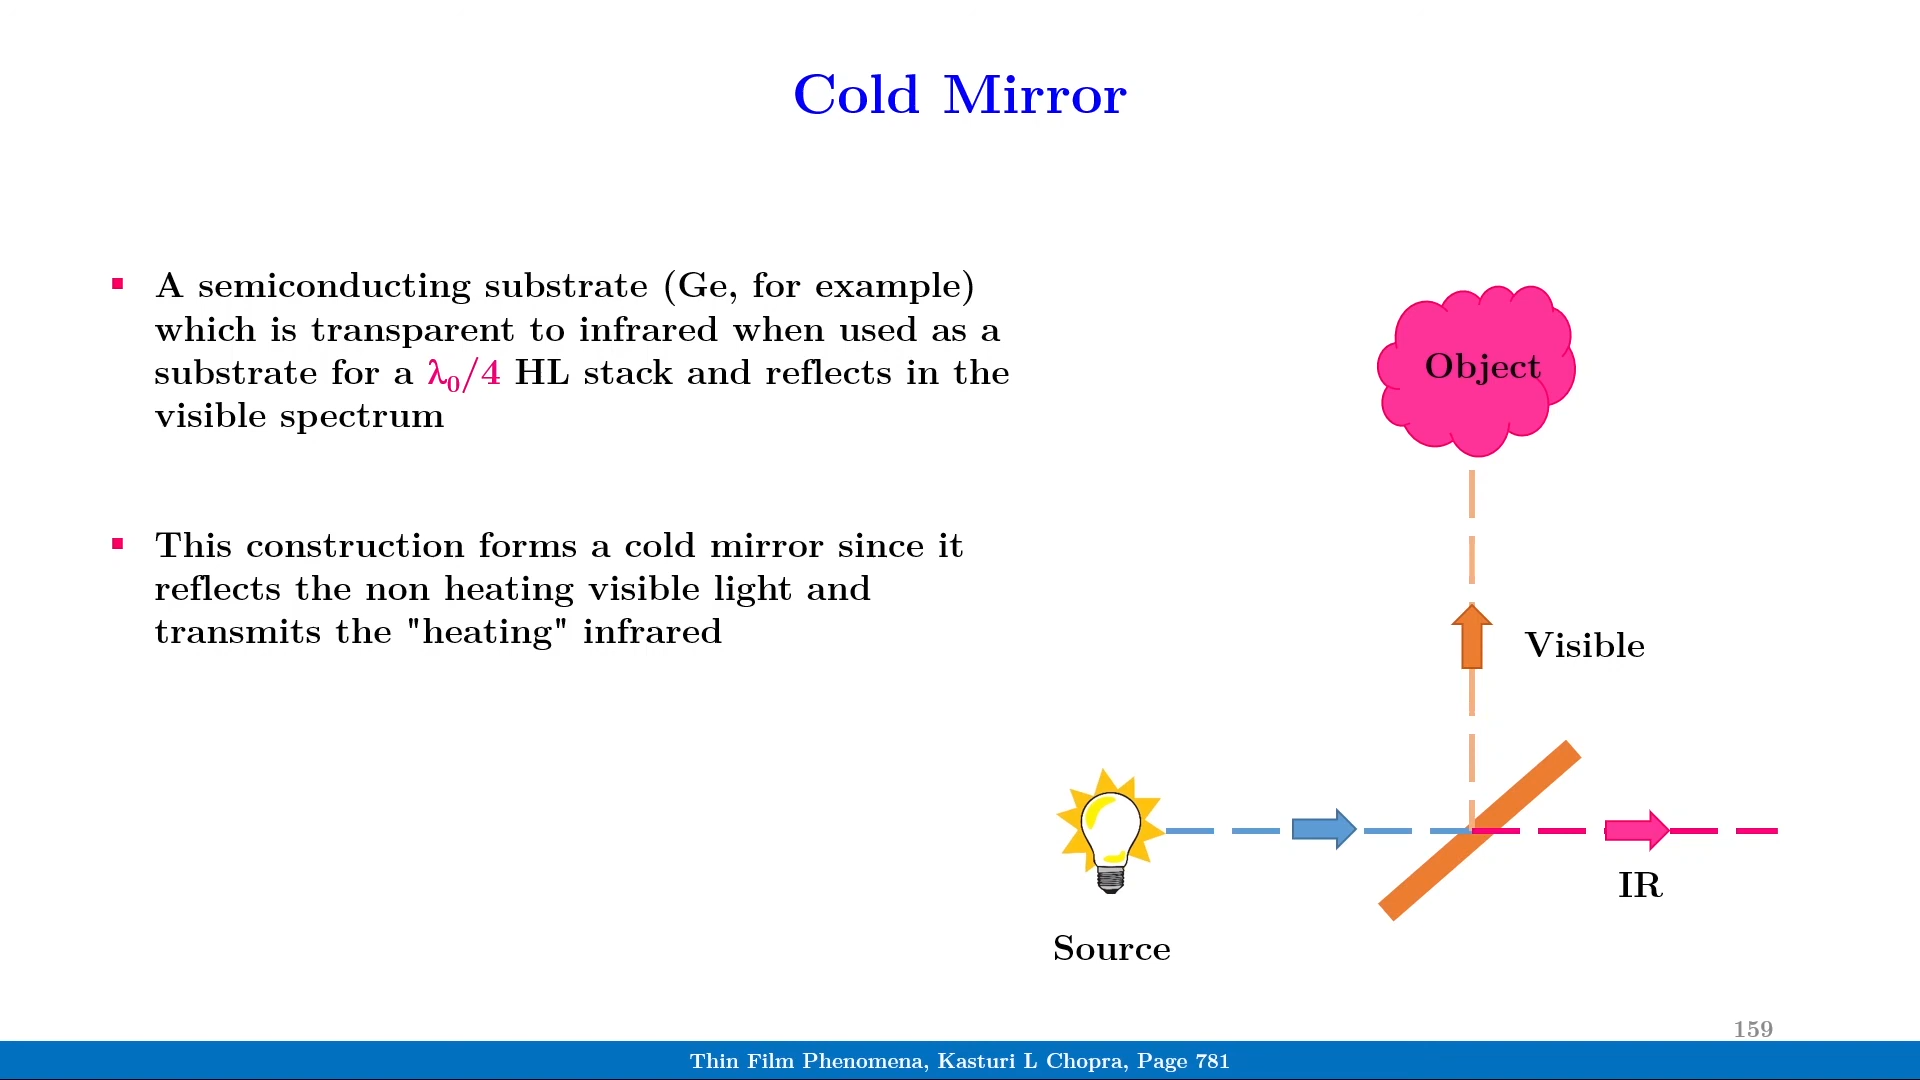 Cold Mirror
▪ A semiconducting substrate (Ge, for example)
which is transparent to infrared when used as a
substrate for a λ₀/4 HL stack and reflects in the
visible spectrum
▪ This construction forms a cold mirror since it
reflects the non heating visible light and
transmits the "heating" infrared
Object
Visible
IR
Source
159
Thin Film Phenomena, Kasturi L Chopra, Page 781